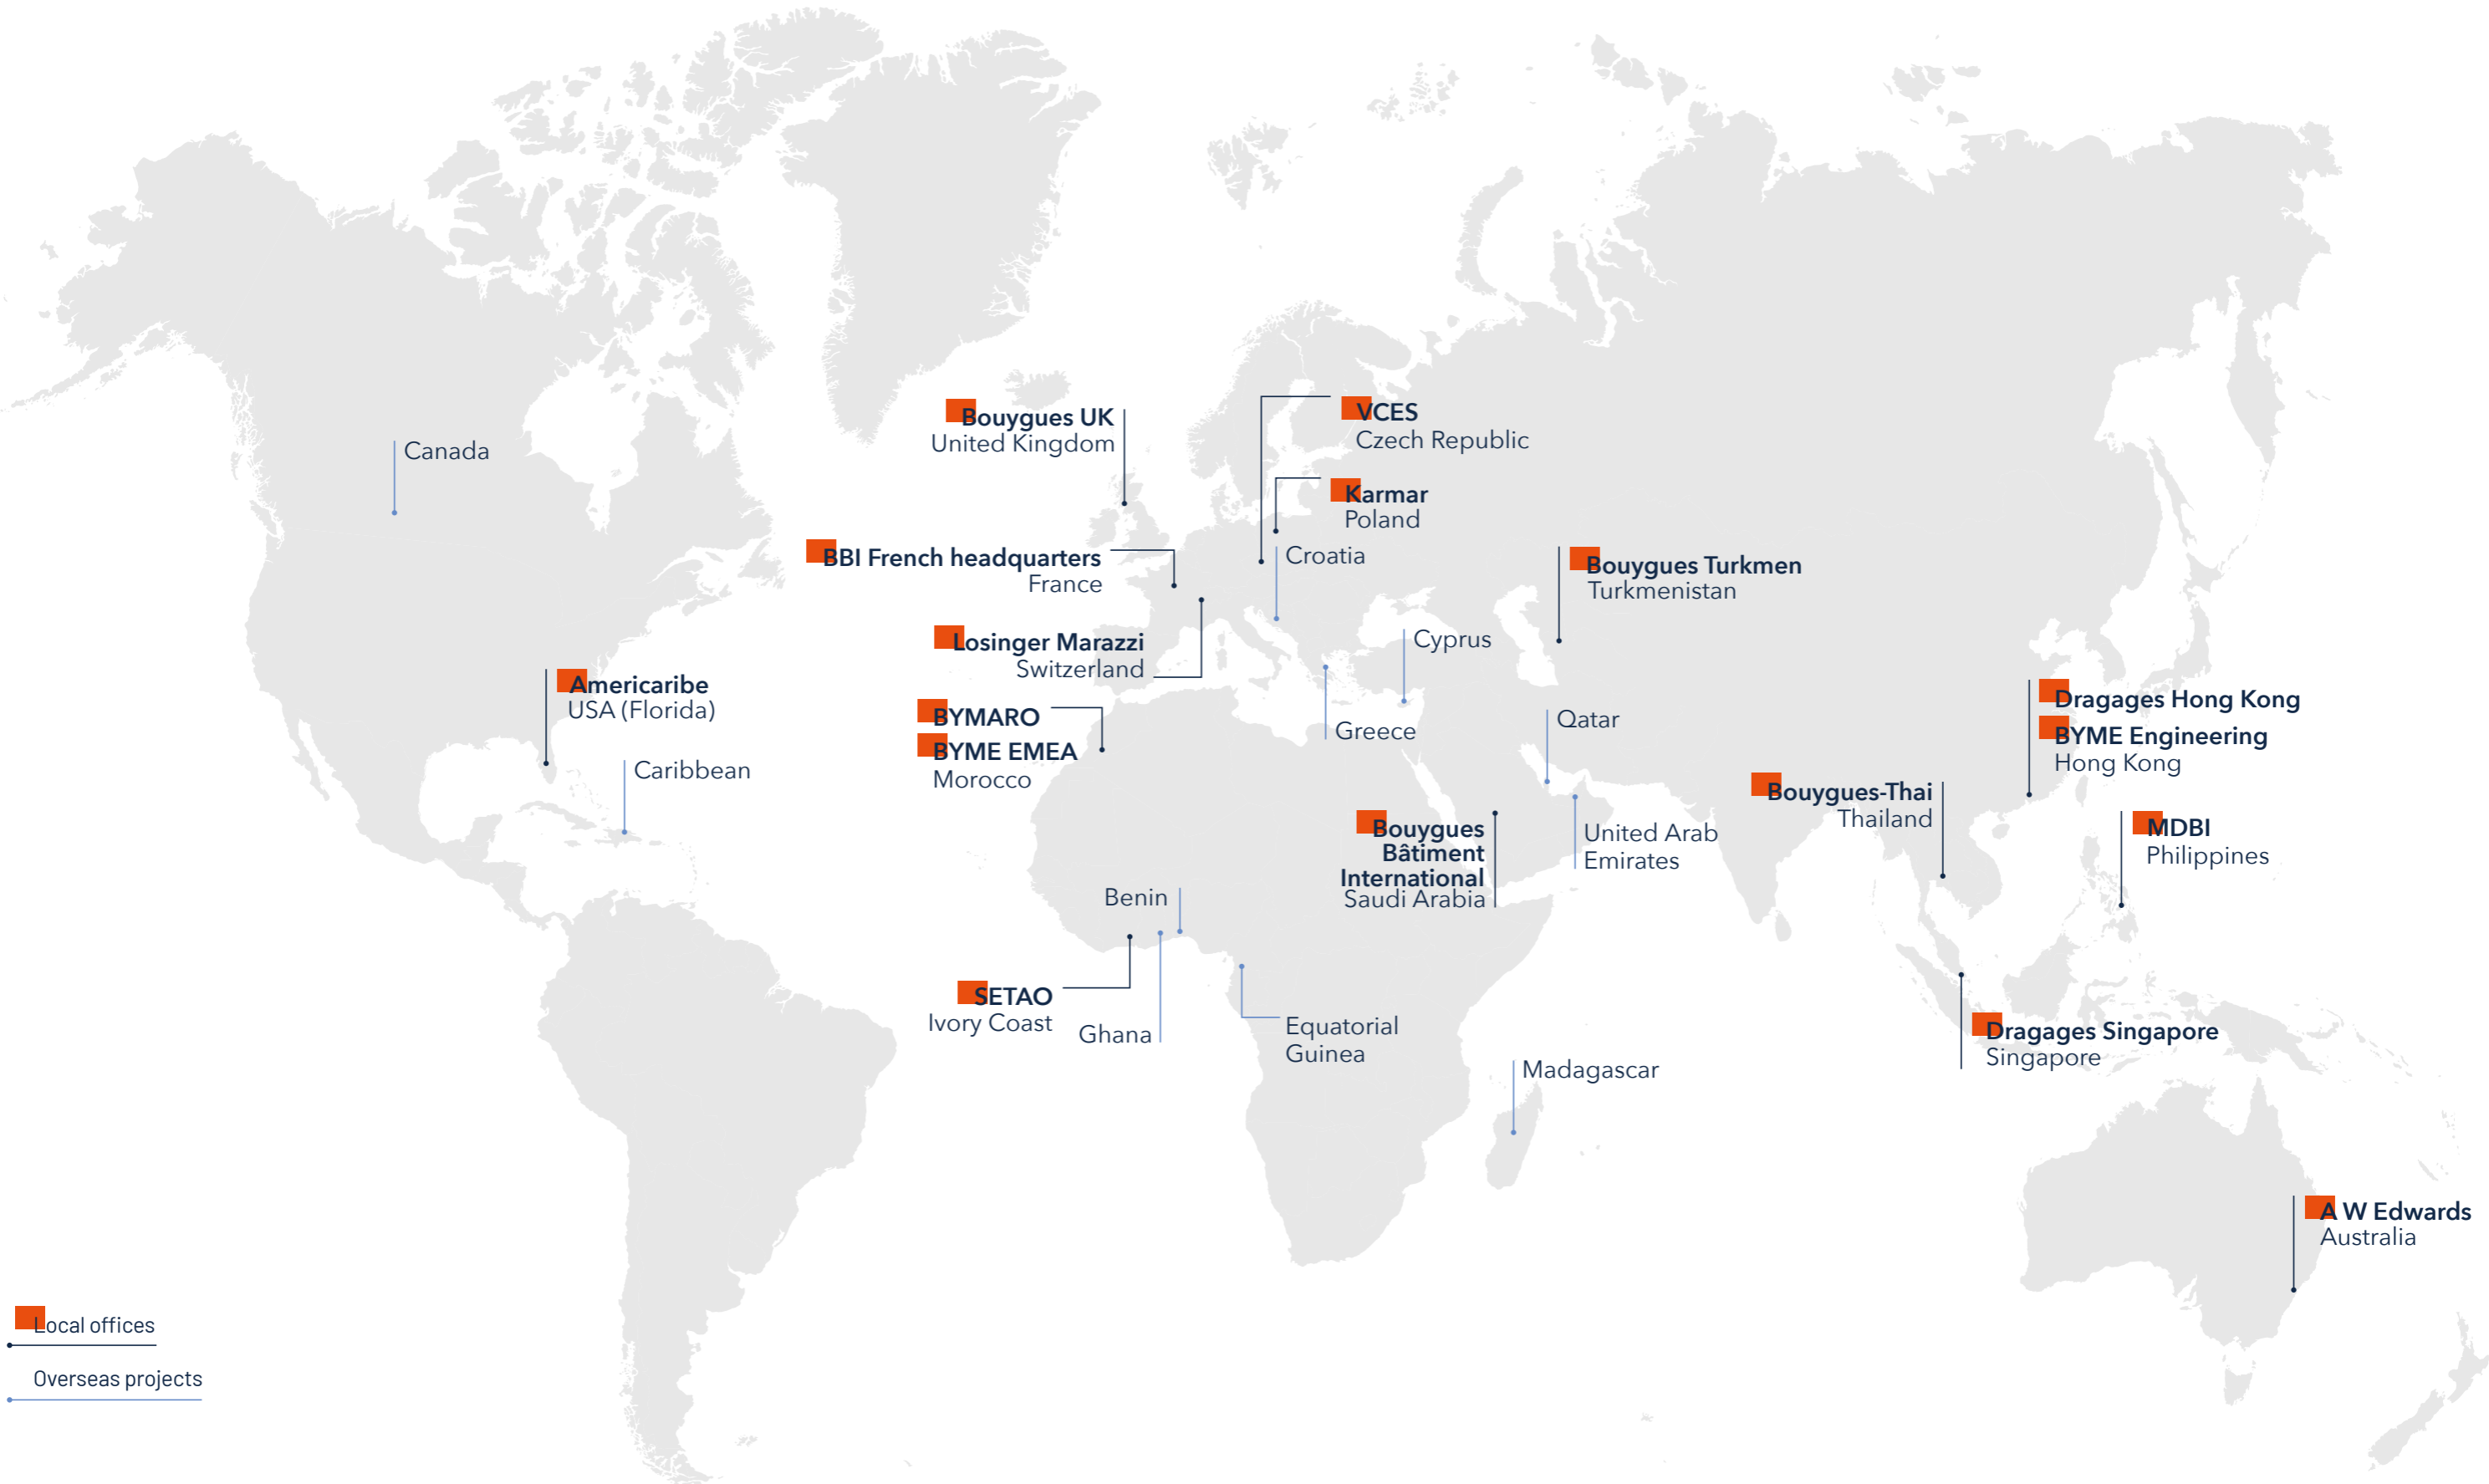 Canada
Americaribe
USA (Florida)
Caribbean
Bouygues UK
United Kingdom
BBI French headquarters
France
Losinger Marazzi
Switzerland
BYMARO
BYME EMEA
Morocco
VCES
Czech Republic
Karmar
Poland
Croatia
Cyprus
Greece
Bouygues Turkmen
Turkmenistan
Qatar
United Arab
Emirates
Bouygues
Bâtiment
International
Saudi Arabia
Benin
SETAO
Ivory Coast
Ghana
Equatorial
Guinea
Madagascar
Dragages Hong Kong
BYME Engineering
Hong Kong
Bouygues-Thai
Thailand
MDBI
Philippines
Dragages Singapore
Singapore
A W Edwards
Australia
Local offices
Overseas projects